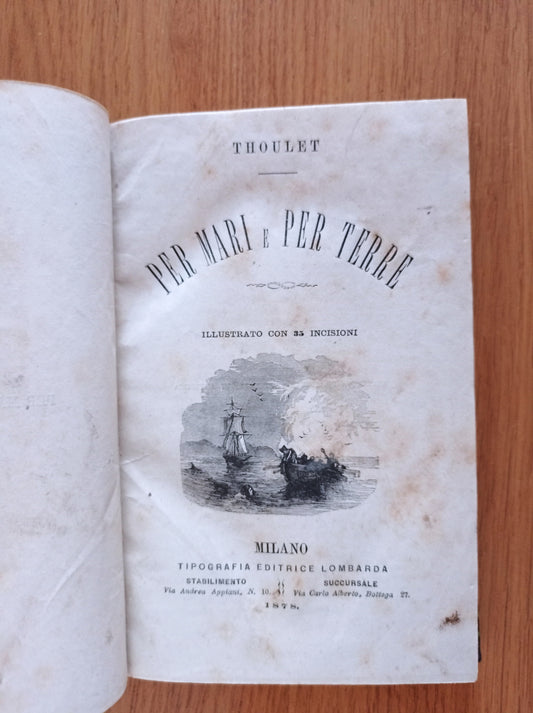 THOULET
PER MARI E PER TERRE
ILLUSTRATO CON 35 INCISIONI
MILANO
TIPOGRAFIA EDITRICE LOMBARDA
STABILIMENTO SUCCURSALE
Via Andrea Appiani, N. 10. Via Carlo Alberto, Bottega 27.
1878.